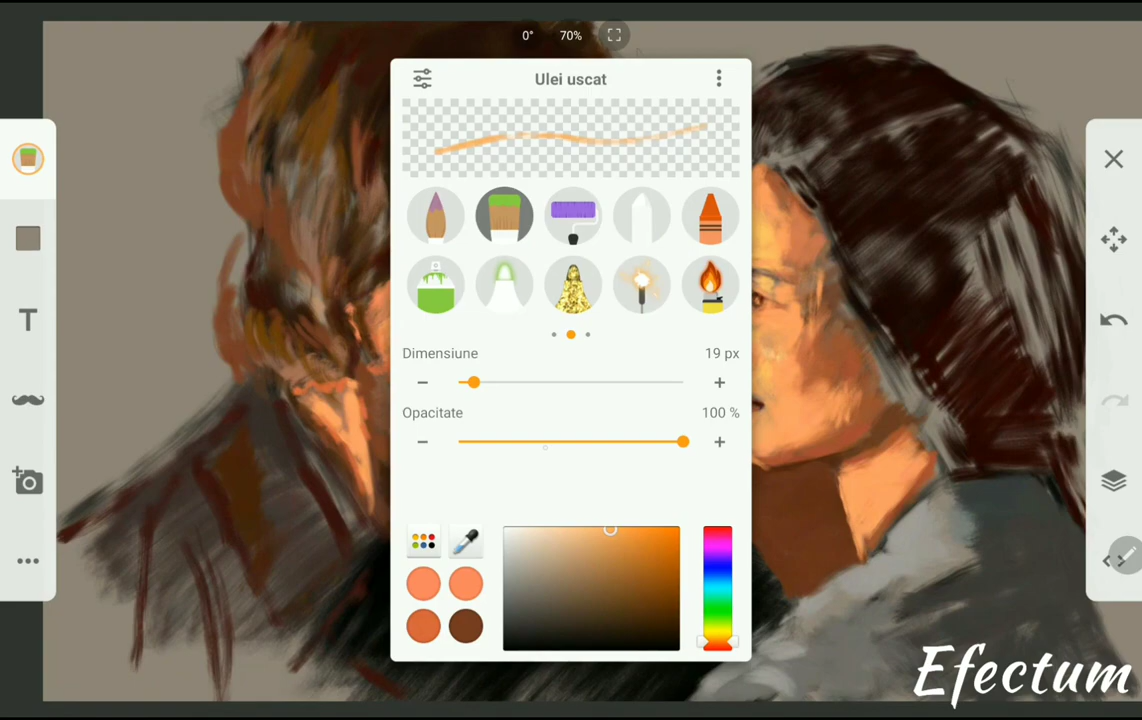 0° 70%
Ulei uscat
T
Dimensiune 19 px
Opacitate 100 %
Efectum